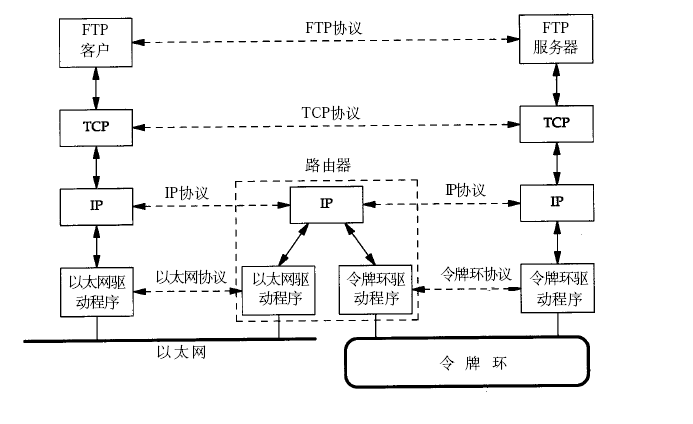 FTP
客户
FTP协议
FTP
服务器
TCP
TCP协议
TCP
路由器
IP
IP协议
IP
IP协议
IP
以太网驱
动程序
以太网协议
以太网驱
动程序
令牌环驱
动程序
令牌环协议
令牌环驱
动程序
以太网
令牌环